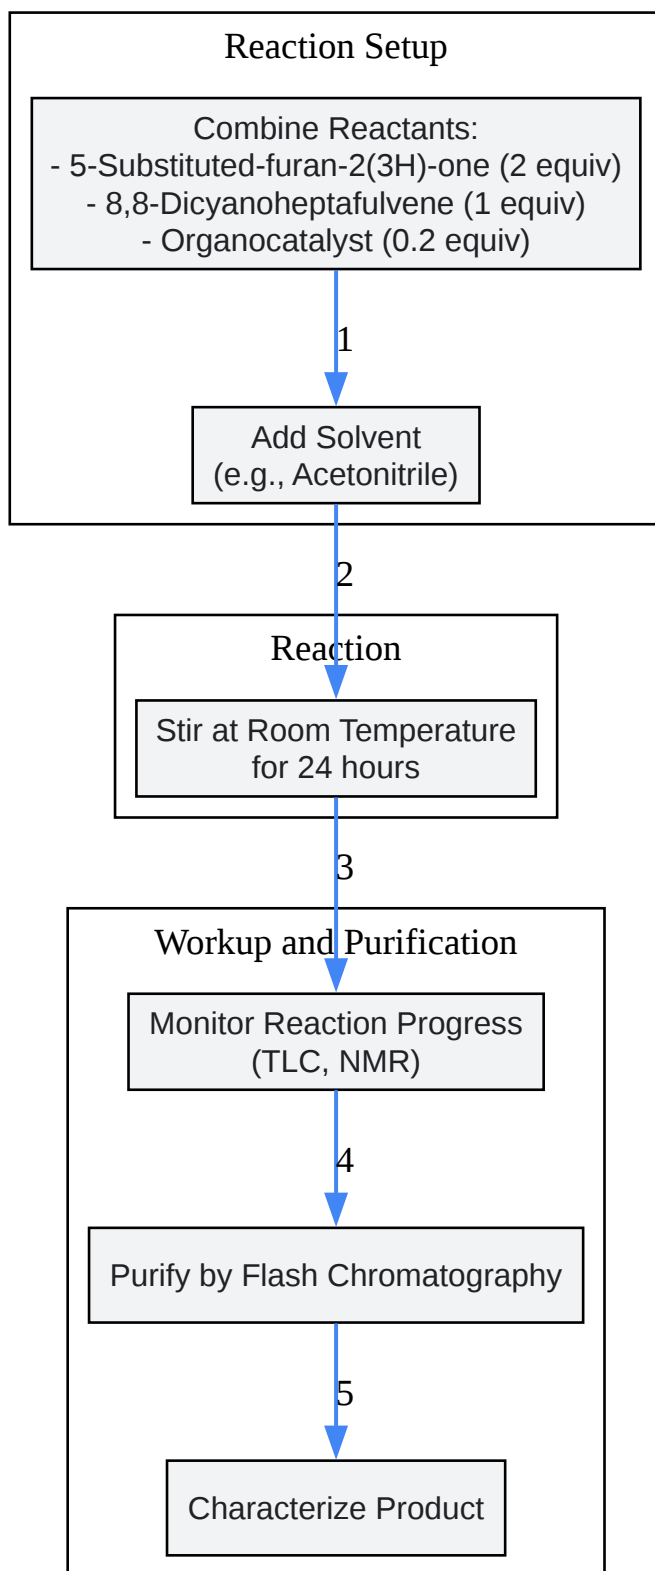 Reaction Setup
Combine Reactants:
- 5-Substituted-furan-2(3H)-one (2 equiv)
- 8,8-Dicyanoheptafulvene (1 equiv)
- Organocatalyst (0.2 equiv)
1
Add Solvent
(e.g., Acetonitrile)
2
Reaction
Stir at Room Temperature
for 24 hours
3
Workup and Purification
Monitor Reaction Progress
(TLC, NMR)
4
Purify by Flash Chromatography
5
Characterize Product